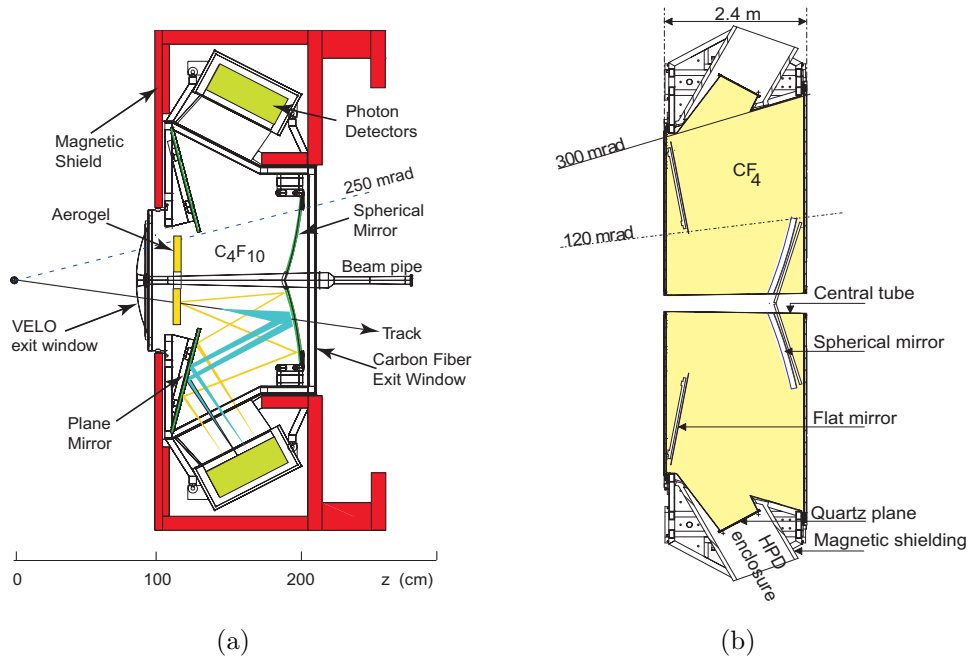 Magnetic
Shield
Aerogel
VELO
exit window
Plane
Mirror
C4F10
Photon
Detectors
250 mrad
Spherical
Mirror
Beam pipe
Track
Carbon Fiber
Exit Window
0
100
200
z (cm)
(a)
2.4 m
300 mrad
CF4
120 mrad
Central tube
Spherical mirror
Flat mirror
Quartz plane
Magnetic shielding
HPD
enclosure
(b)